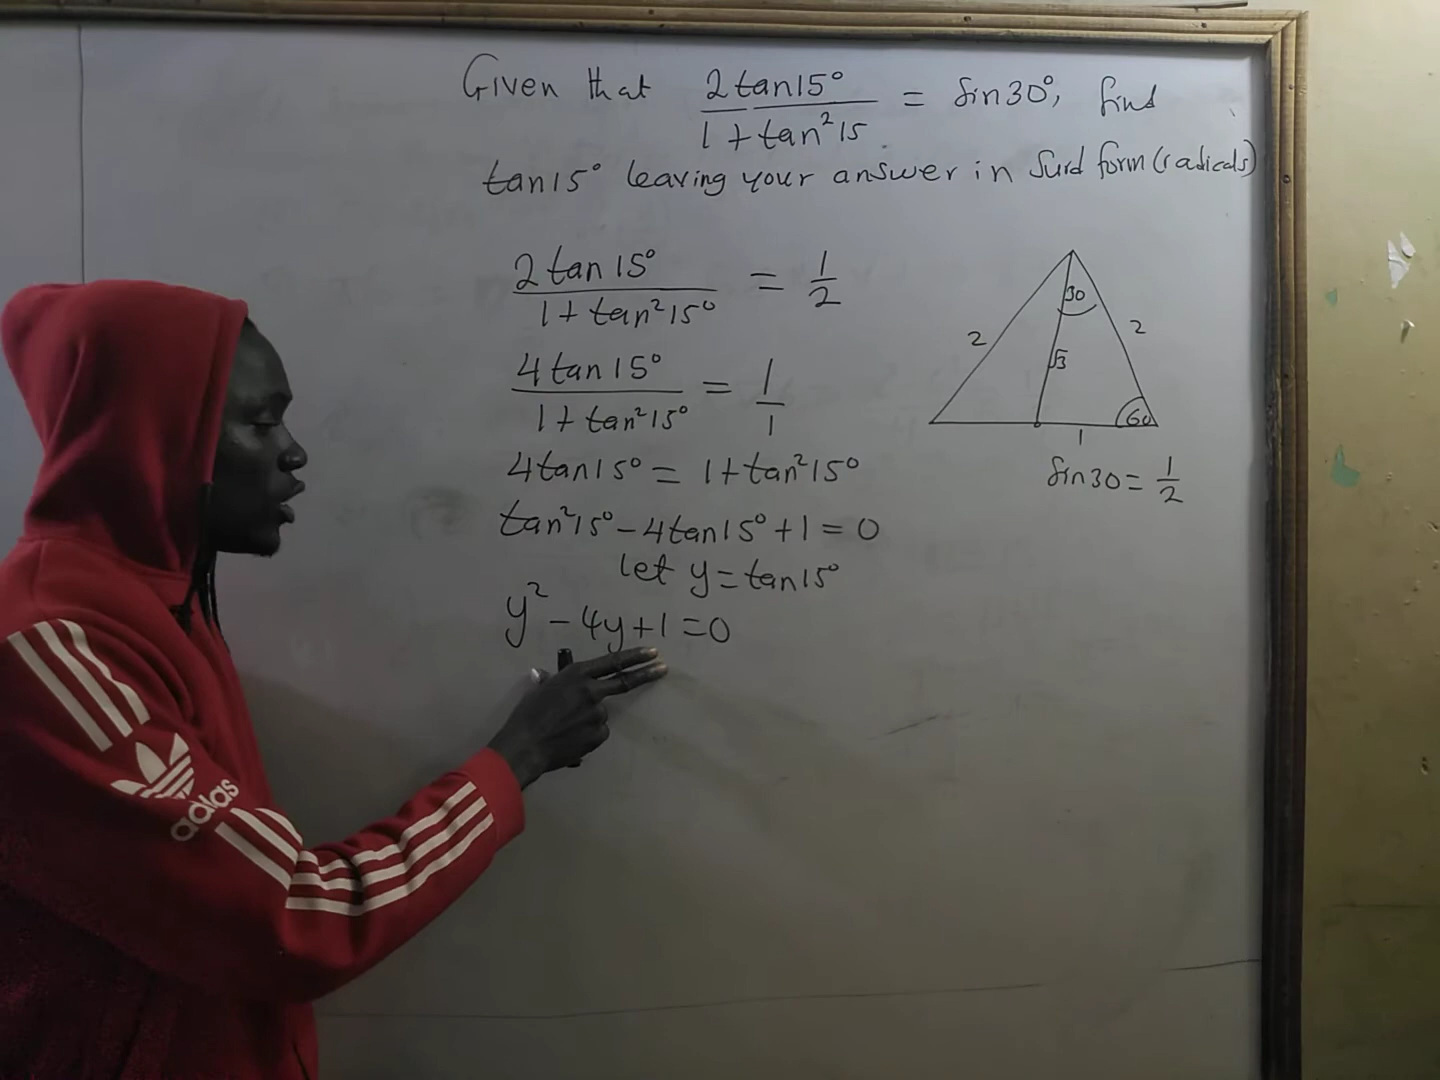 Given that 2tan15°/1+tan²15 = Sin30°, find
tan15° leaving your answer in Surd form (radicals)
2tan15°/1+tan²15° = 1/2
4tan15°/1+tan²15° = 1/1
4tan15° = 1+tan²15°
tan²15° - 4tan15° + 1 = 0
let y = tan15°
y² - 4y + 1 = 0
30
2
2
√3
60
1
Sin30 = 1/2
adidas